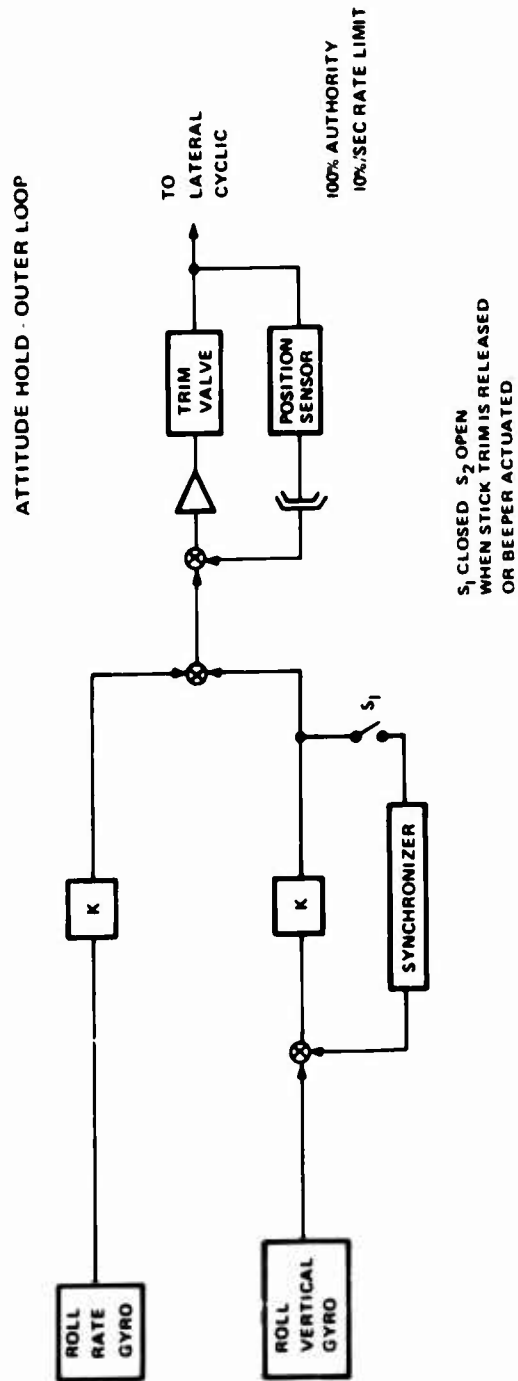 ATTITUDE HOLD - OUTER LOOP
ROLL
RATE
GYRO
K
TRIM
VALVE
TO
LATERAL
CYCLIC
POSITION
SENSOR
100% AUTHORITY
10%/SEC RATE LIMIT
ROLL
VERTICAL
GYRO
K
S1
SYNCHRONIZER
S1 CLOSED S2 OPEN
WHEN STICK TRIM IS RELEASED
OR BEEPER ACTUATED